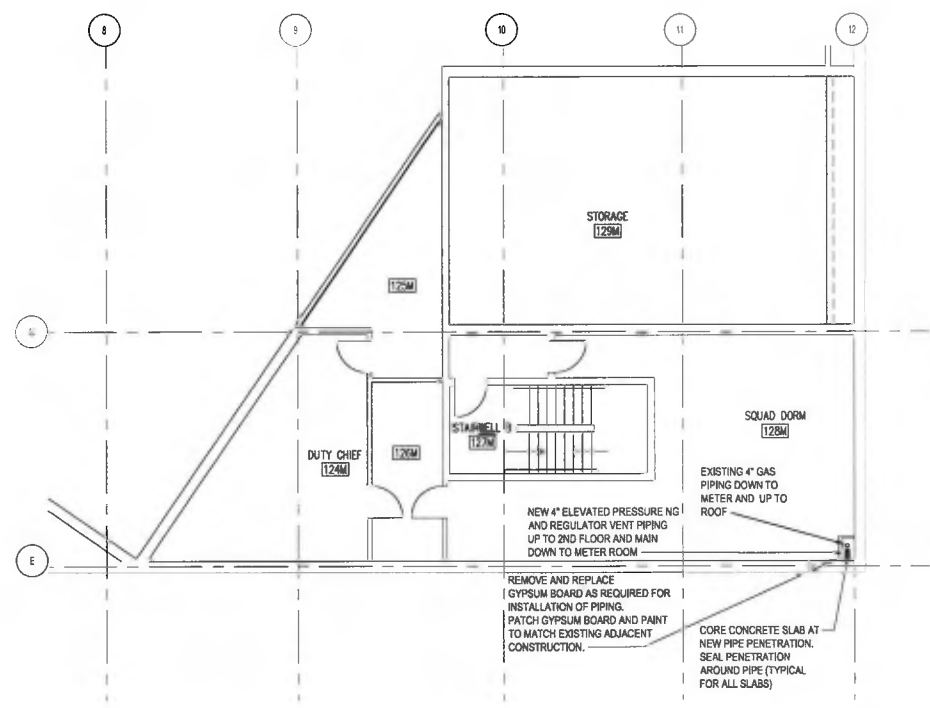 8
9
10
11
12
STORAGE
129M
125M
SQUAD DORM
128M
STAIRWELL B
127M
DUTY CHIEF
124M
126M
EXISTING 4" GAS
PIPING DOWN TO
METER AND UP TO
ROOF
NEW 4" ELEVATED PRESSURE NG
AND REGULATOR VENT PIPING
UP TO 2ND FLOOR AND MAIN
DOWN TO METER ROOM
E
REMOVE AND REPLACE
GYPSUM BOARD AS REQUIRED FOR
INSTALLATION OF PIPING.
PATCH GYPSUM BOARD AND PAINT
TO MATCH EXISTING ADJACENT
CONSTRUCTION.
CORE CONCRETE SLAB AT
NEW PIPE PENETRATION.
SEAL PENETRATION
AROUND PIPE (TYPICAL
FOR ALL SLABS)